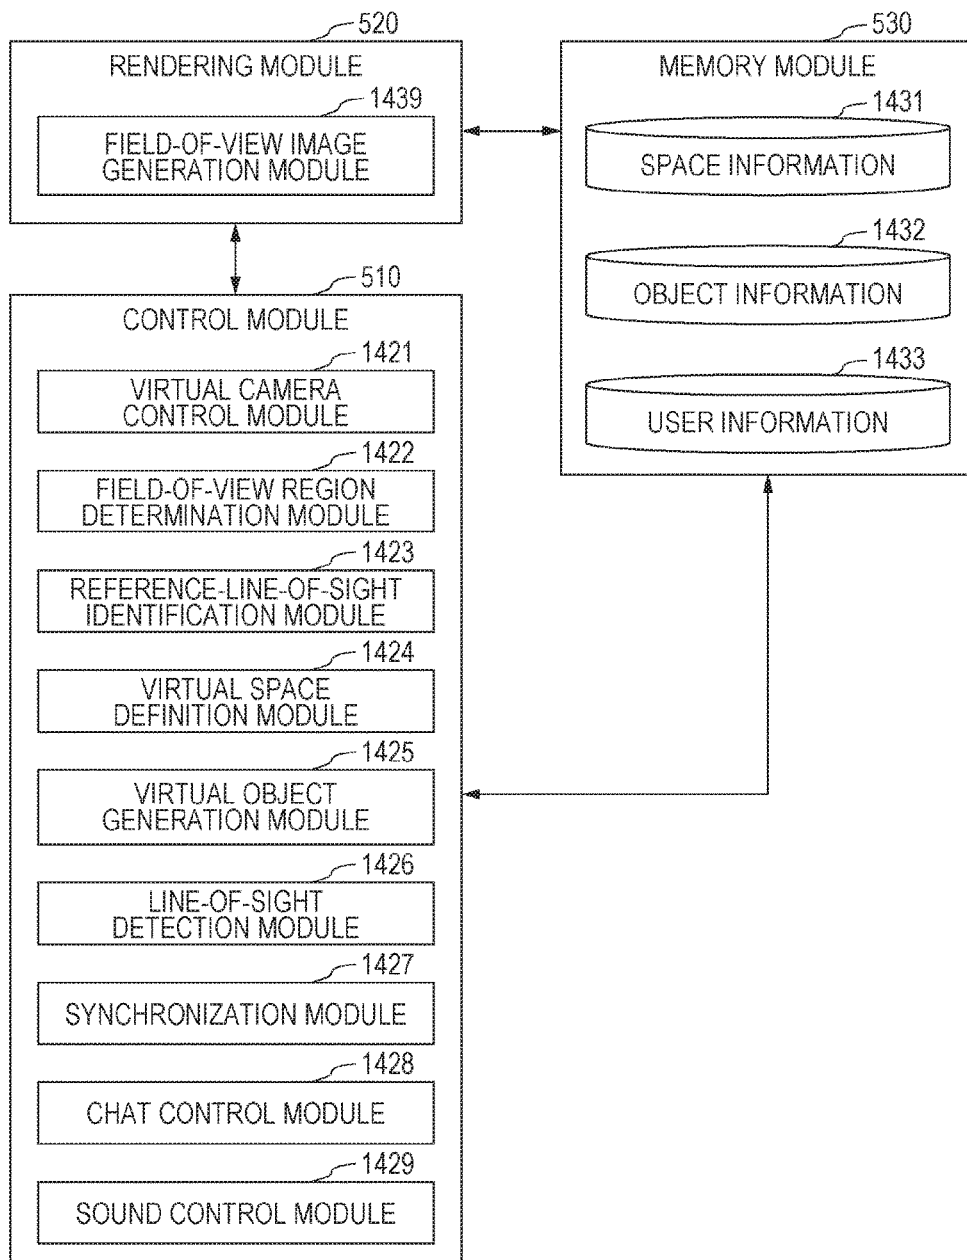 520
RENDERING MODULE
1439
FIELD-OF-VIEW IMAGE
GENERATION MODULE
530
MEMORY MODULE
1431
SPACE INFORMATION
1432
OBJECT INFORMATION
1433
USER INFORMATION
510
CONTROL MODULE
1421
VIRTUAL CAMERA
CONTROL MODULE
1422
FIELD-OF-VIEW REGION
DETERMINATION MODULE
1423
REFERENCE-LINE-OF-SIGHT
IDENTIFICATION MODULE
1424
VIRTUAL SPACE
DEFINITION MODULE
1425
VIRTUAL OBJECT
GENERATION MODULE
1426
LINE-OF-SIGHT
DETECTION MODULE
1427
SYNCHRONIZATION MODULE
1428
CHAT CONTROL MODULE
1429
SOUND CONTROL MODULE